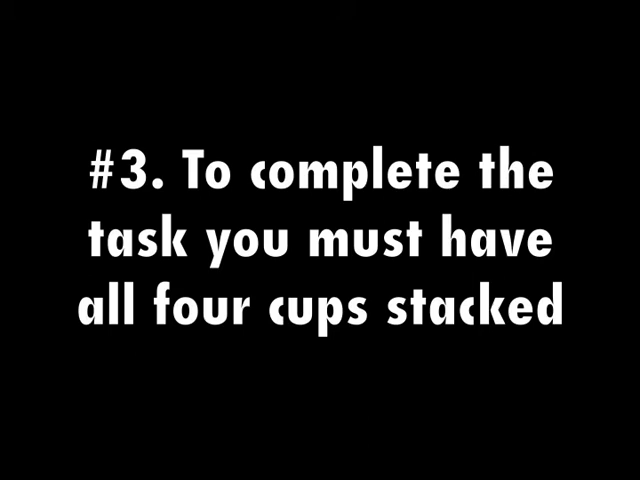 #3. To complete the
task you must have
all four cups stacked